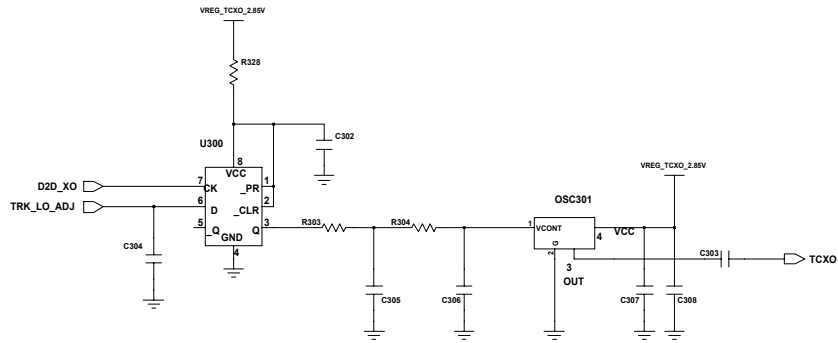 VREG_TCXO_2.85V
R328
U300
C302
8
VCC
VREG_TCXO_2.85V
D2D_XO
7
CK
_PR
1
OSC301
TRK_LO_ADJ
6
D
_CLR
2
5
_Q
Q
3
R303
R304
1
VCONT
4
VCC
GND
4
G
2
C304
3
OUT
C303
TCXO
C305
C306
C307
C308